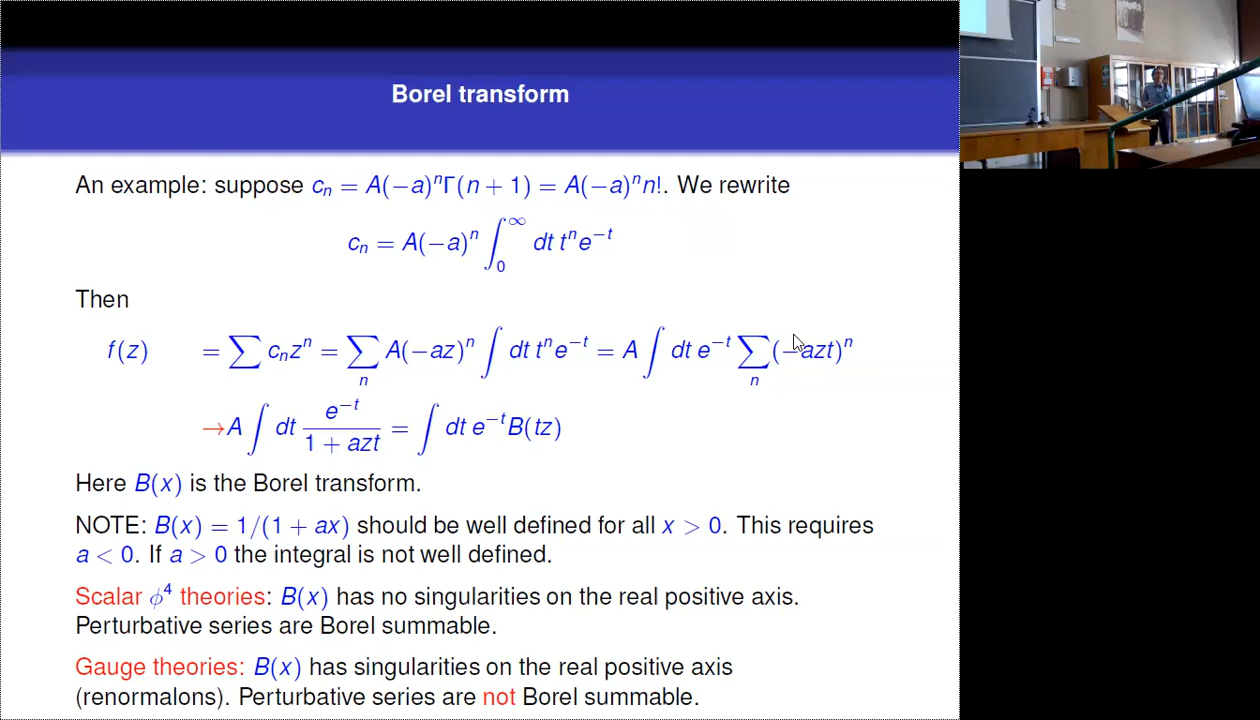 Borel transform
An example: suppose cₙ = A(−a)ⁿΓ(n + 1) = A(−a)ⁿn!. We rewrite
cₙ = A(−a)ⁿ ∫₀^∞ dt tⁿe⁻ᵗ
Then
f(z) = ∑ cₙzⁿ = ∑ₙ A(−az)ⁿ ∫ dt tⁿe⁻ᵗ = A ∫ dt e⁻ᵗ ∑ₙ (−azt)ⁿ
→ A ∫ dt e⁻ᵗ/(1 + azt) = ∫ dt e⁻ᵗB(tz)
Here B(x) is the Borel transform.
NOTE: B(x) = 1/(1 + ax) should be well defined for all x > 0. This requires
a < 0. If a > 0 the integral is not well defined.
Scalar ϕ⁴ theories: B(x) has no singularities on the real positive axis.
Perturbative series are Borel summable.
Gauge theories: B(x) has singularities on the real positive axis
(renormalons). Perturbative series are not Borel summable.